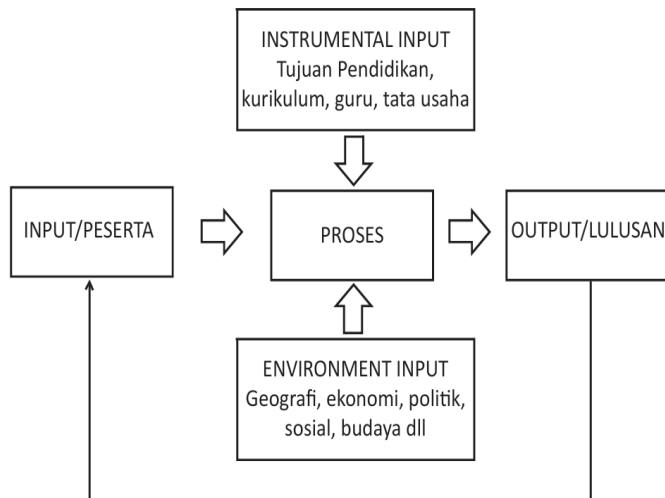 INSTRUMENTAL INPUT
Tujuan Pendidikan,
kurikulum, guru, tata usaha
INPUT/PESERTA
PROSES
OUTPUT/LULUSAN
ENVIRONMENT INPUT
Geografi, ekonomi, politik,
sosial, budaya dll